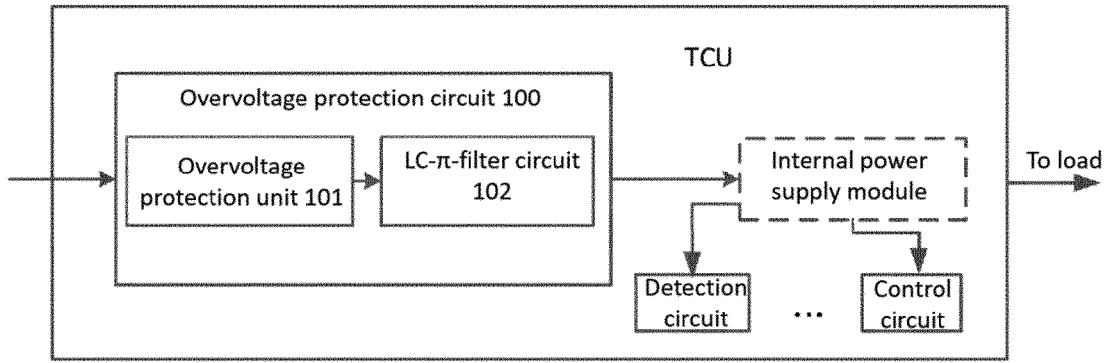 TCU
Overvoltage protection circuit 100
Overvoltage
protection unit 101
LC-π-filter circuit
102
Internal power
supply module
To load
Detection
circuit
...
Control
circuit